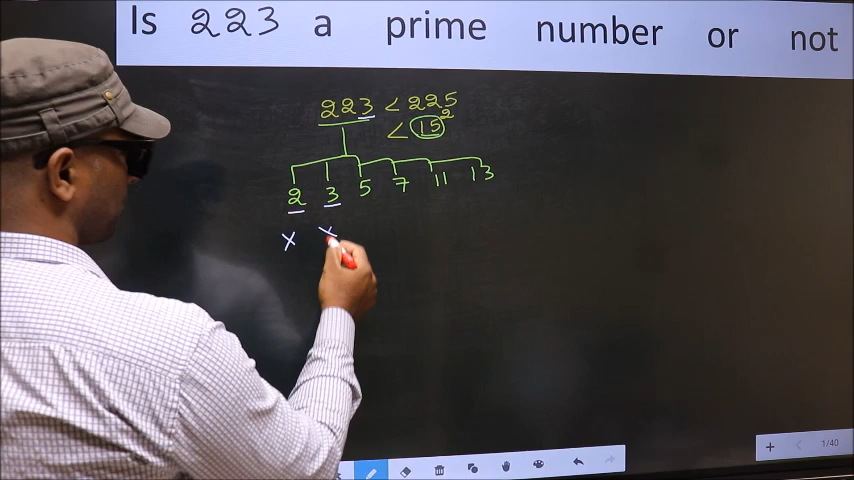 Is 223 a prime number or not
223 < 225
< 15²
2 3 5 7 11 13
x x
1/40